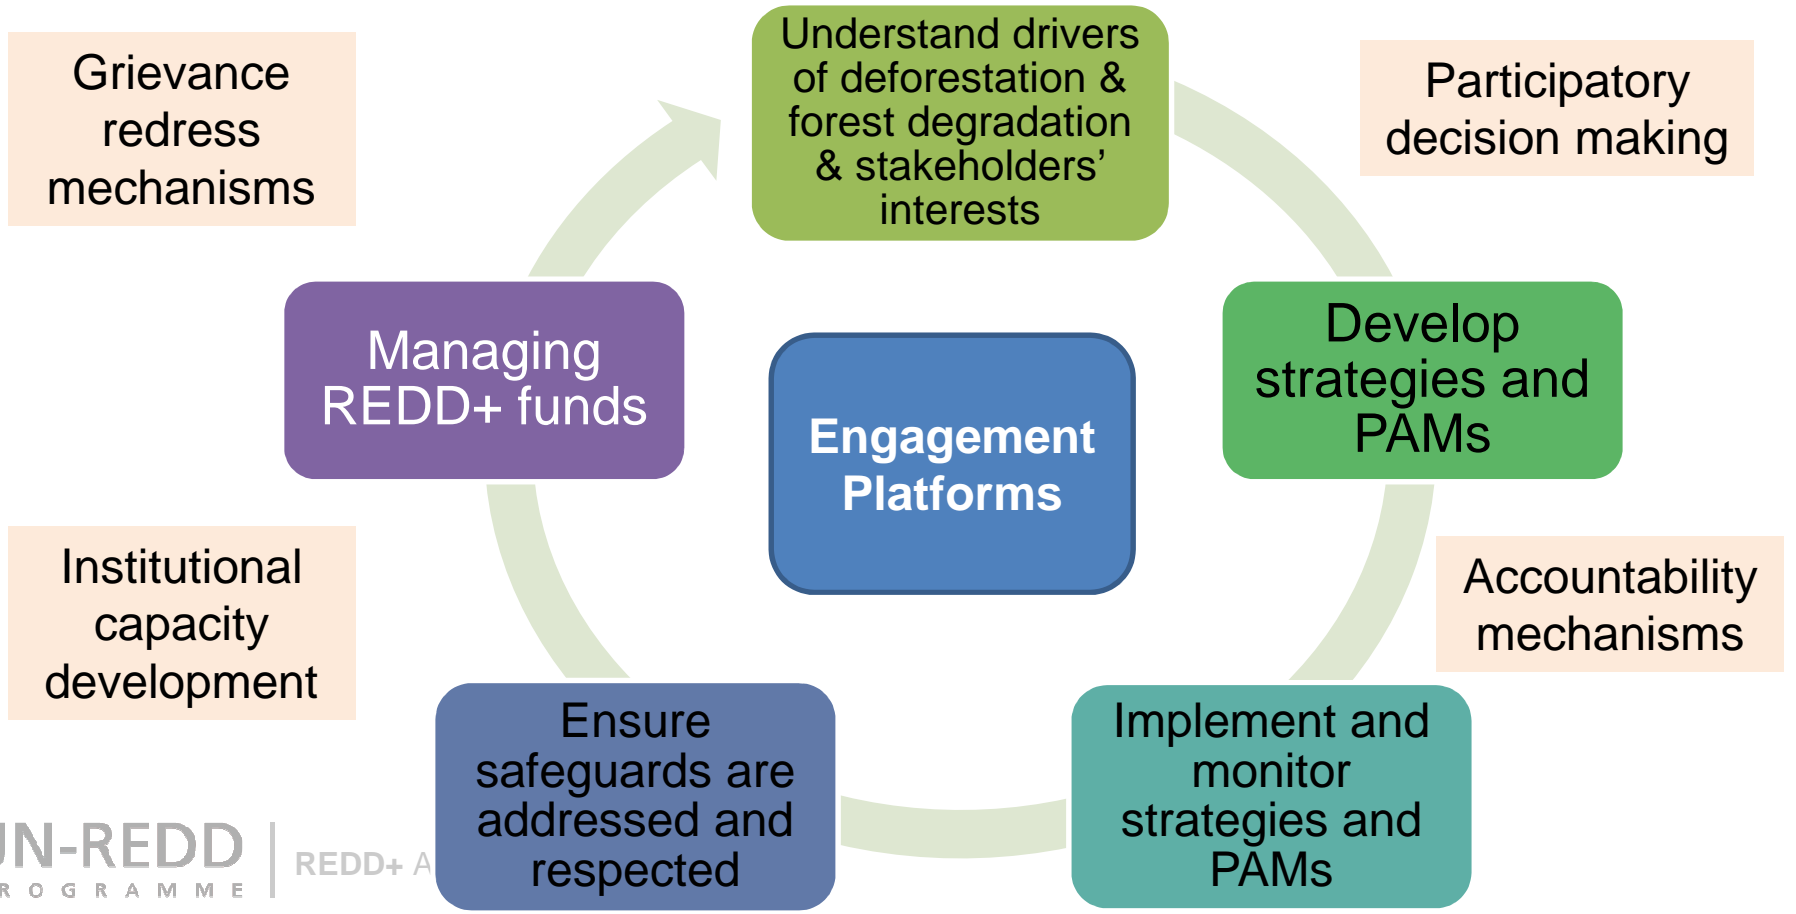 Understand drivers
of deforestation &
forest degradation
& stakeholders’
interests
Grievance
redress
mechanisms
Participatory
decision making
Managing
REDD+ funds
Engagement
Platforms
Develop
strategies and
PAMs
Institutional
capacity
development
Accountability
mechanisms
Ensure
safeguards are
addressed and
respected
Implement and
monitor
strategies and
PAMs
UN-REDD
ROGRAMME
REDD+ A